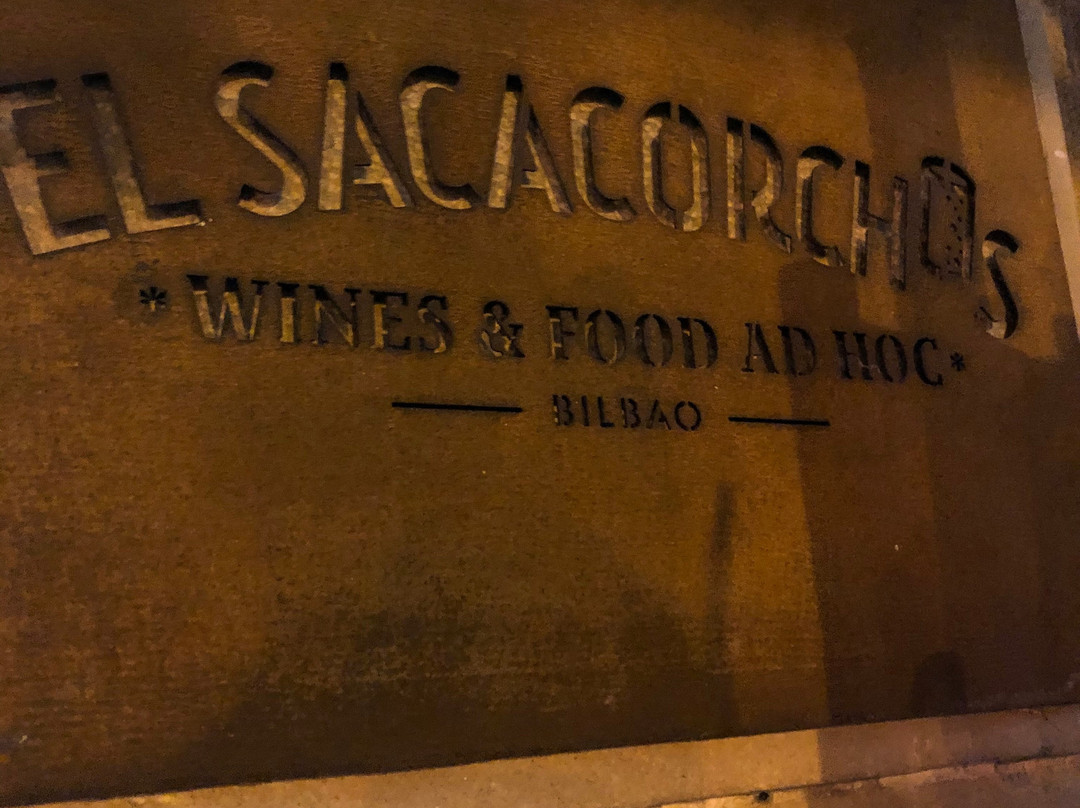 EL SACACORCHOS
* WINES & FOOD AD HOC *
BILBAO